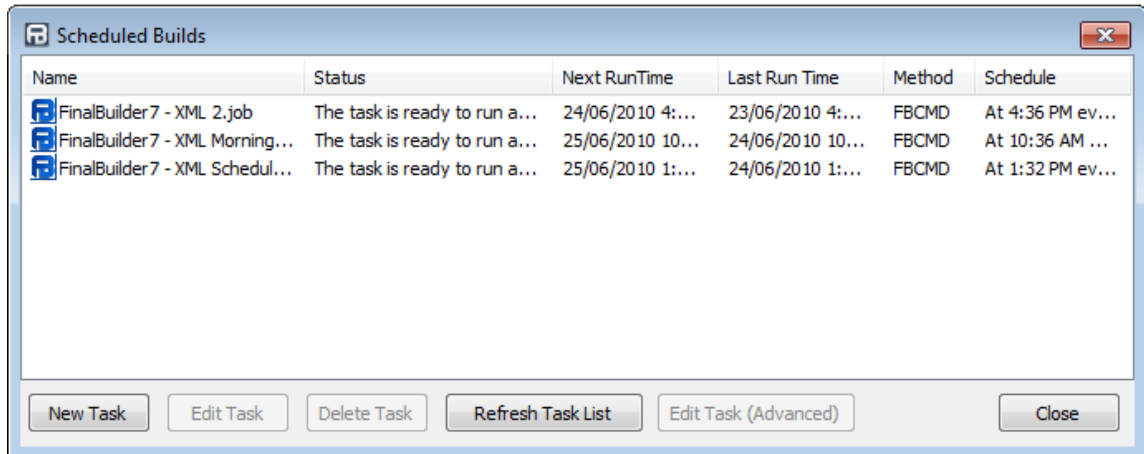 Scheduled Builds
Name Status Next RunTime Last Run Time Method Schedule
FinalBuilder7 - XML 2.job The task is ready to run a... 24/06/2010 4:... 23/06/2010 4:... FBCMD At 4:36 PM ev...
FinalBuilder7 - XML Morning... The task is ready to run a... 25/06/2010 10... 24/06/2010 10... FBCMD At 10:36 AM ...
FinalBuilder7 - XML Schedul... The task is ready to run a... 25/06/2010 1:... 24/06/2010 1:... FBCMD At 1:32 PM ev...
New Task Edit Task Delete Task Refresh Task List Edit Task (Advanced) Close